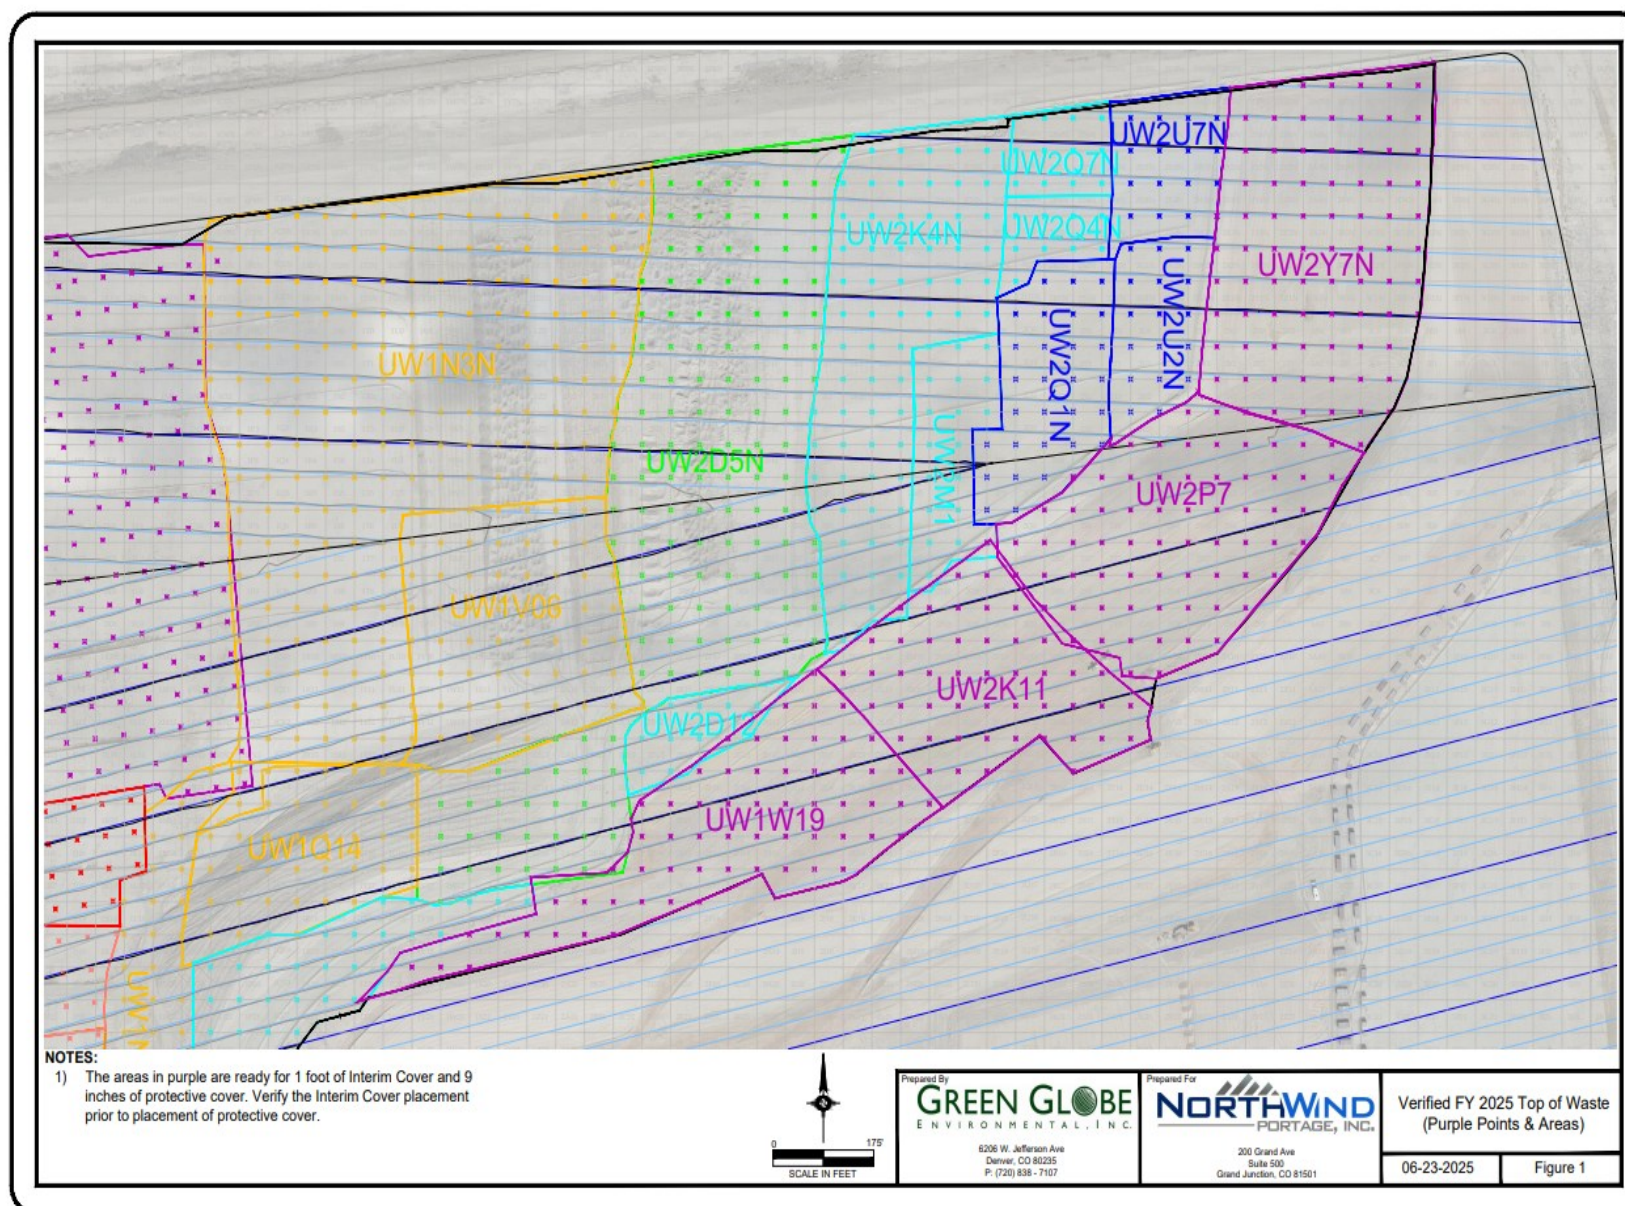 UW2U7N
UW2Q7N
UW2K4N
UW2Q4N
UW2Y7N
UW2U2N
UW1N3N
UW2Q1N
UW2D5N
UW2M1
UW2P7
UW1V06
UW2K11
UW2D12
UW1W19
UW1Q14
NOTES:
1) The areas in purple are ready for 1 foot of Interim Cover and 9
inches of protective cover. Verify the Interim Cover placement
prior to placement of protective cover.
0 175'
SCALE IN FEET
Prepared By
GREEN GLOBE
ENVIRONMENTAL, INC.
6206 W. Jefferson Ave
Denver, CO 80235
P: (720) 838 - 7107
Prepared For
NORTHWIND
PORTAGE, INC.
200 Grand Ave
Suite 500
Grand Junction, CO 81501
Verified FY 2025 Top of Waste
(Purple Points & Areas)
06-23-2025
Figure 1